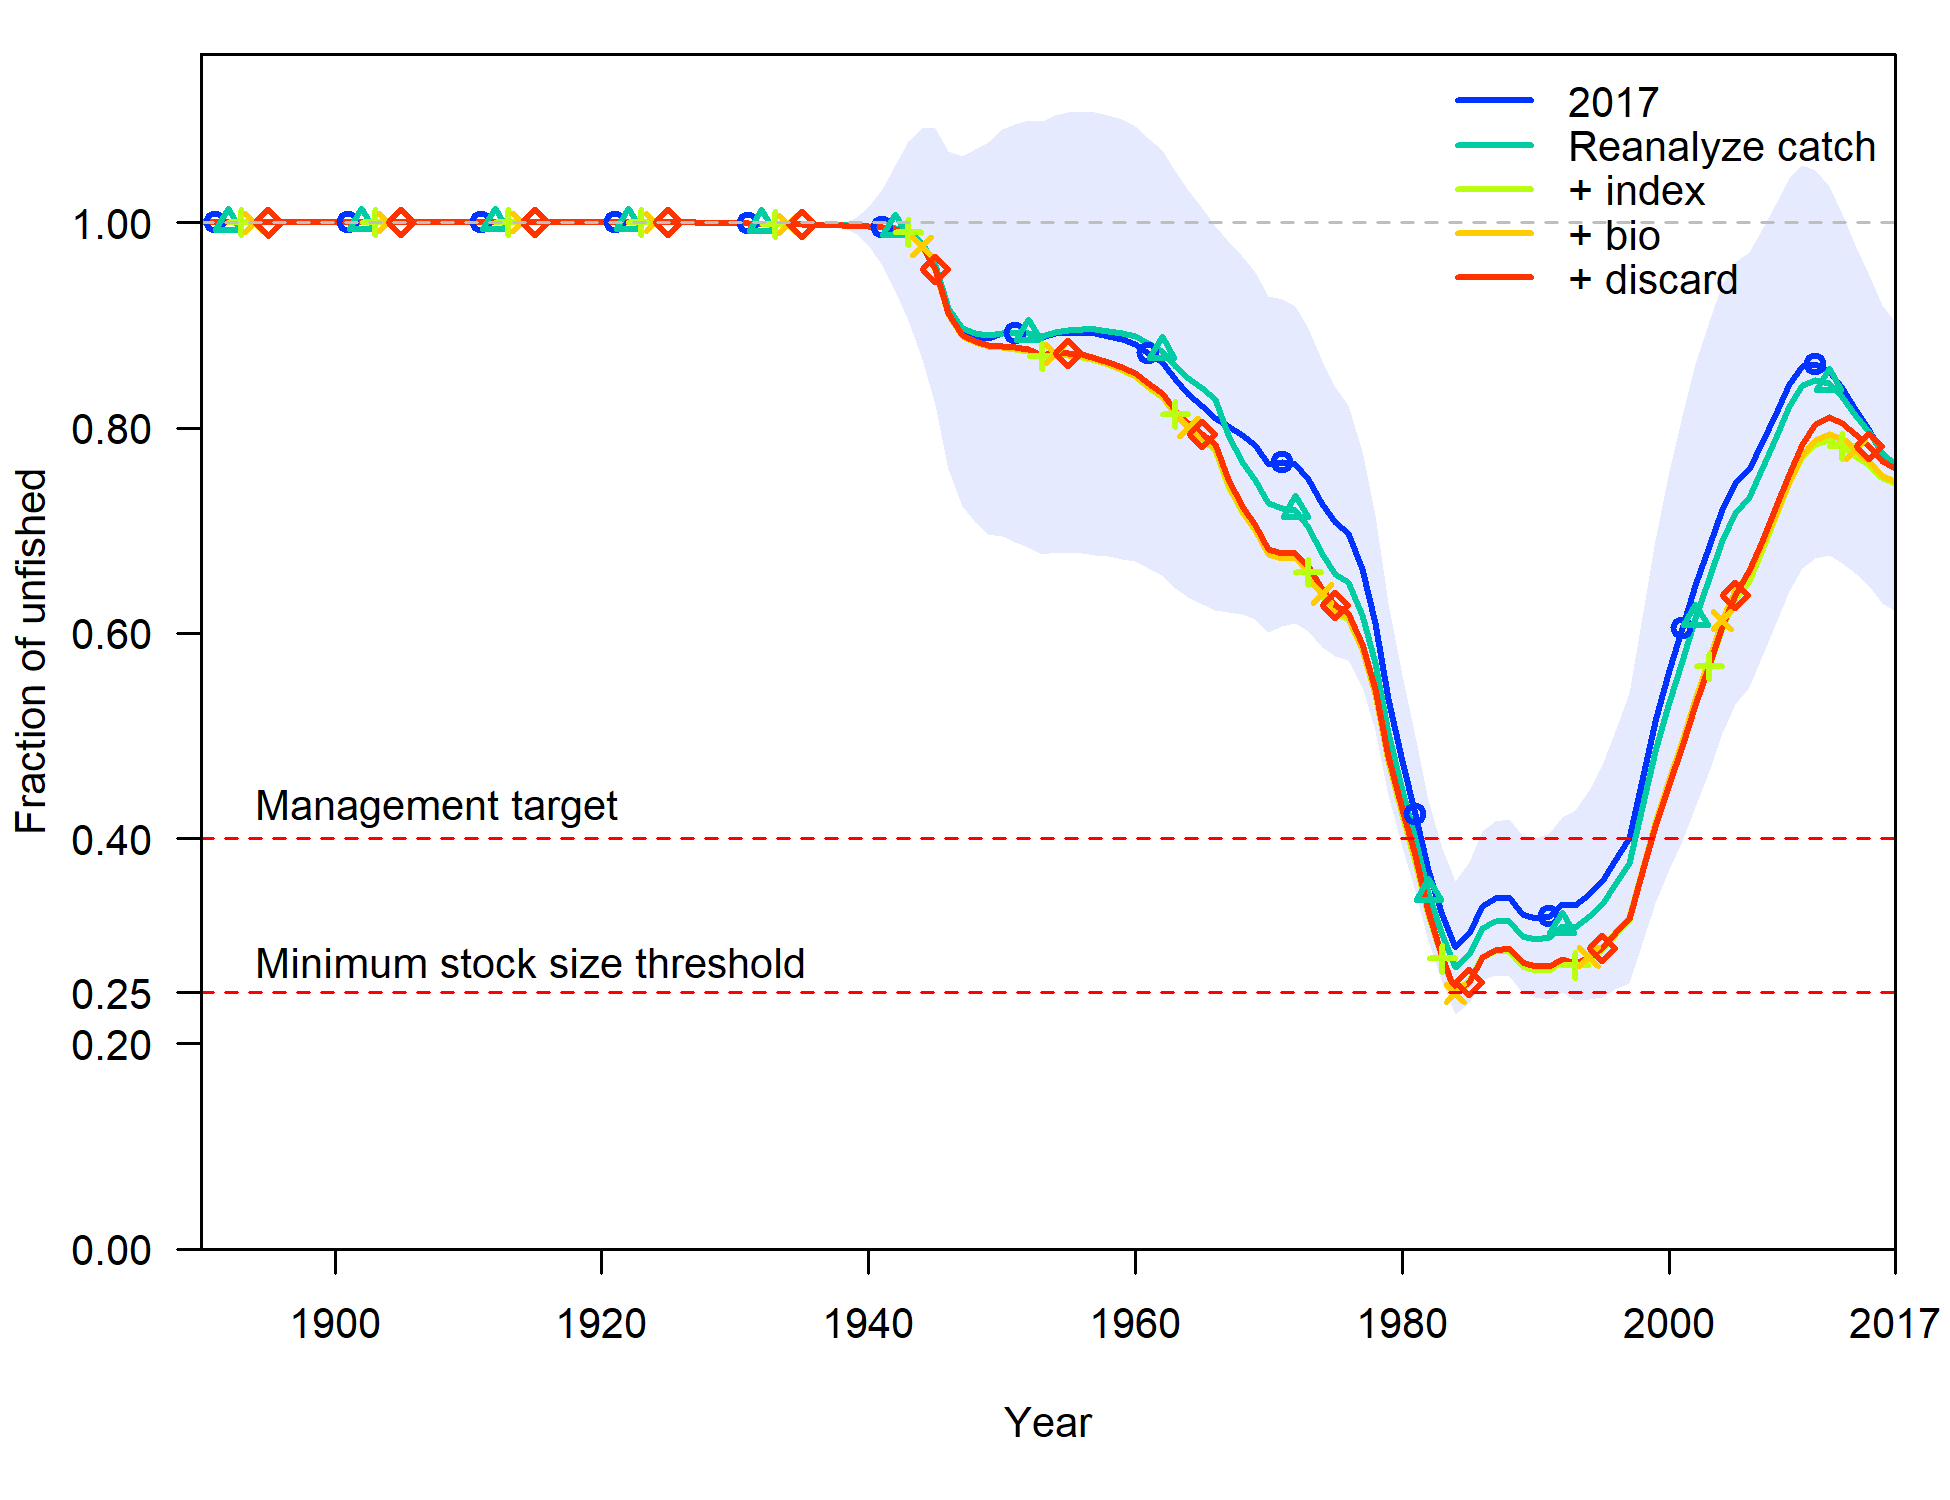 2017
Reanalyze catch
+ index
+ bio
+ discard
1.00
0.80
0.60
0.40
0.25
0.20
0.00
Fraction of unfished
Management target
Minimum stock size threshold
1900
1920
1940
1960
1980
2000
2017
Year